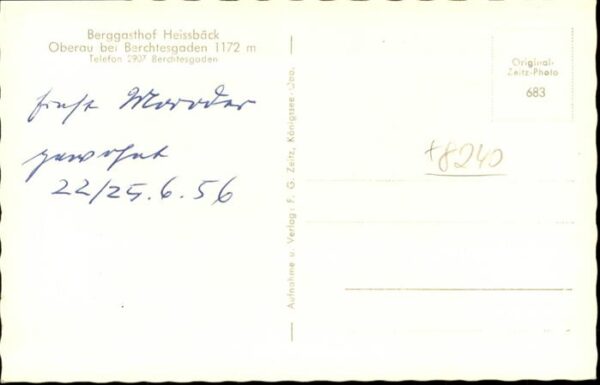 Berggasthof Heissbäck
Oberau bei Berchtesgaden 1172 m
Telefon 2907 Berchtesgaden
Original-
Zeitz-Photo
683
gewohnt
22/25.6.56
+8240
Aufnahme u. Verlag: F. G. Zeitz, Königssee-Obb.